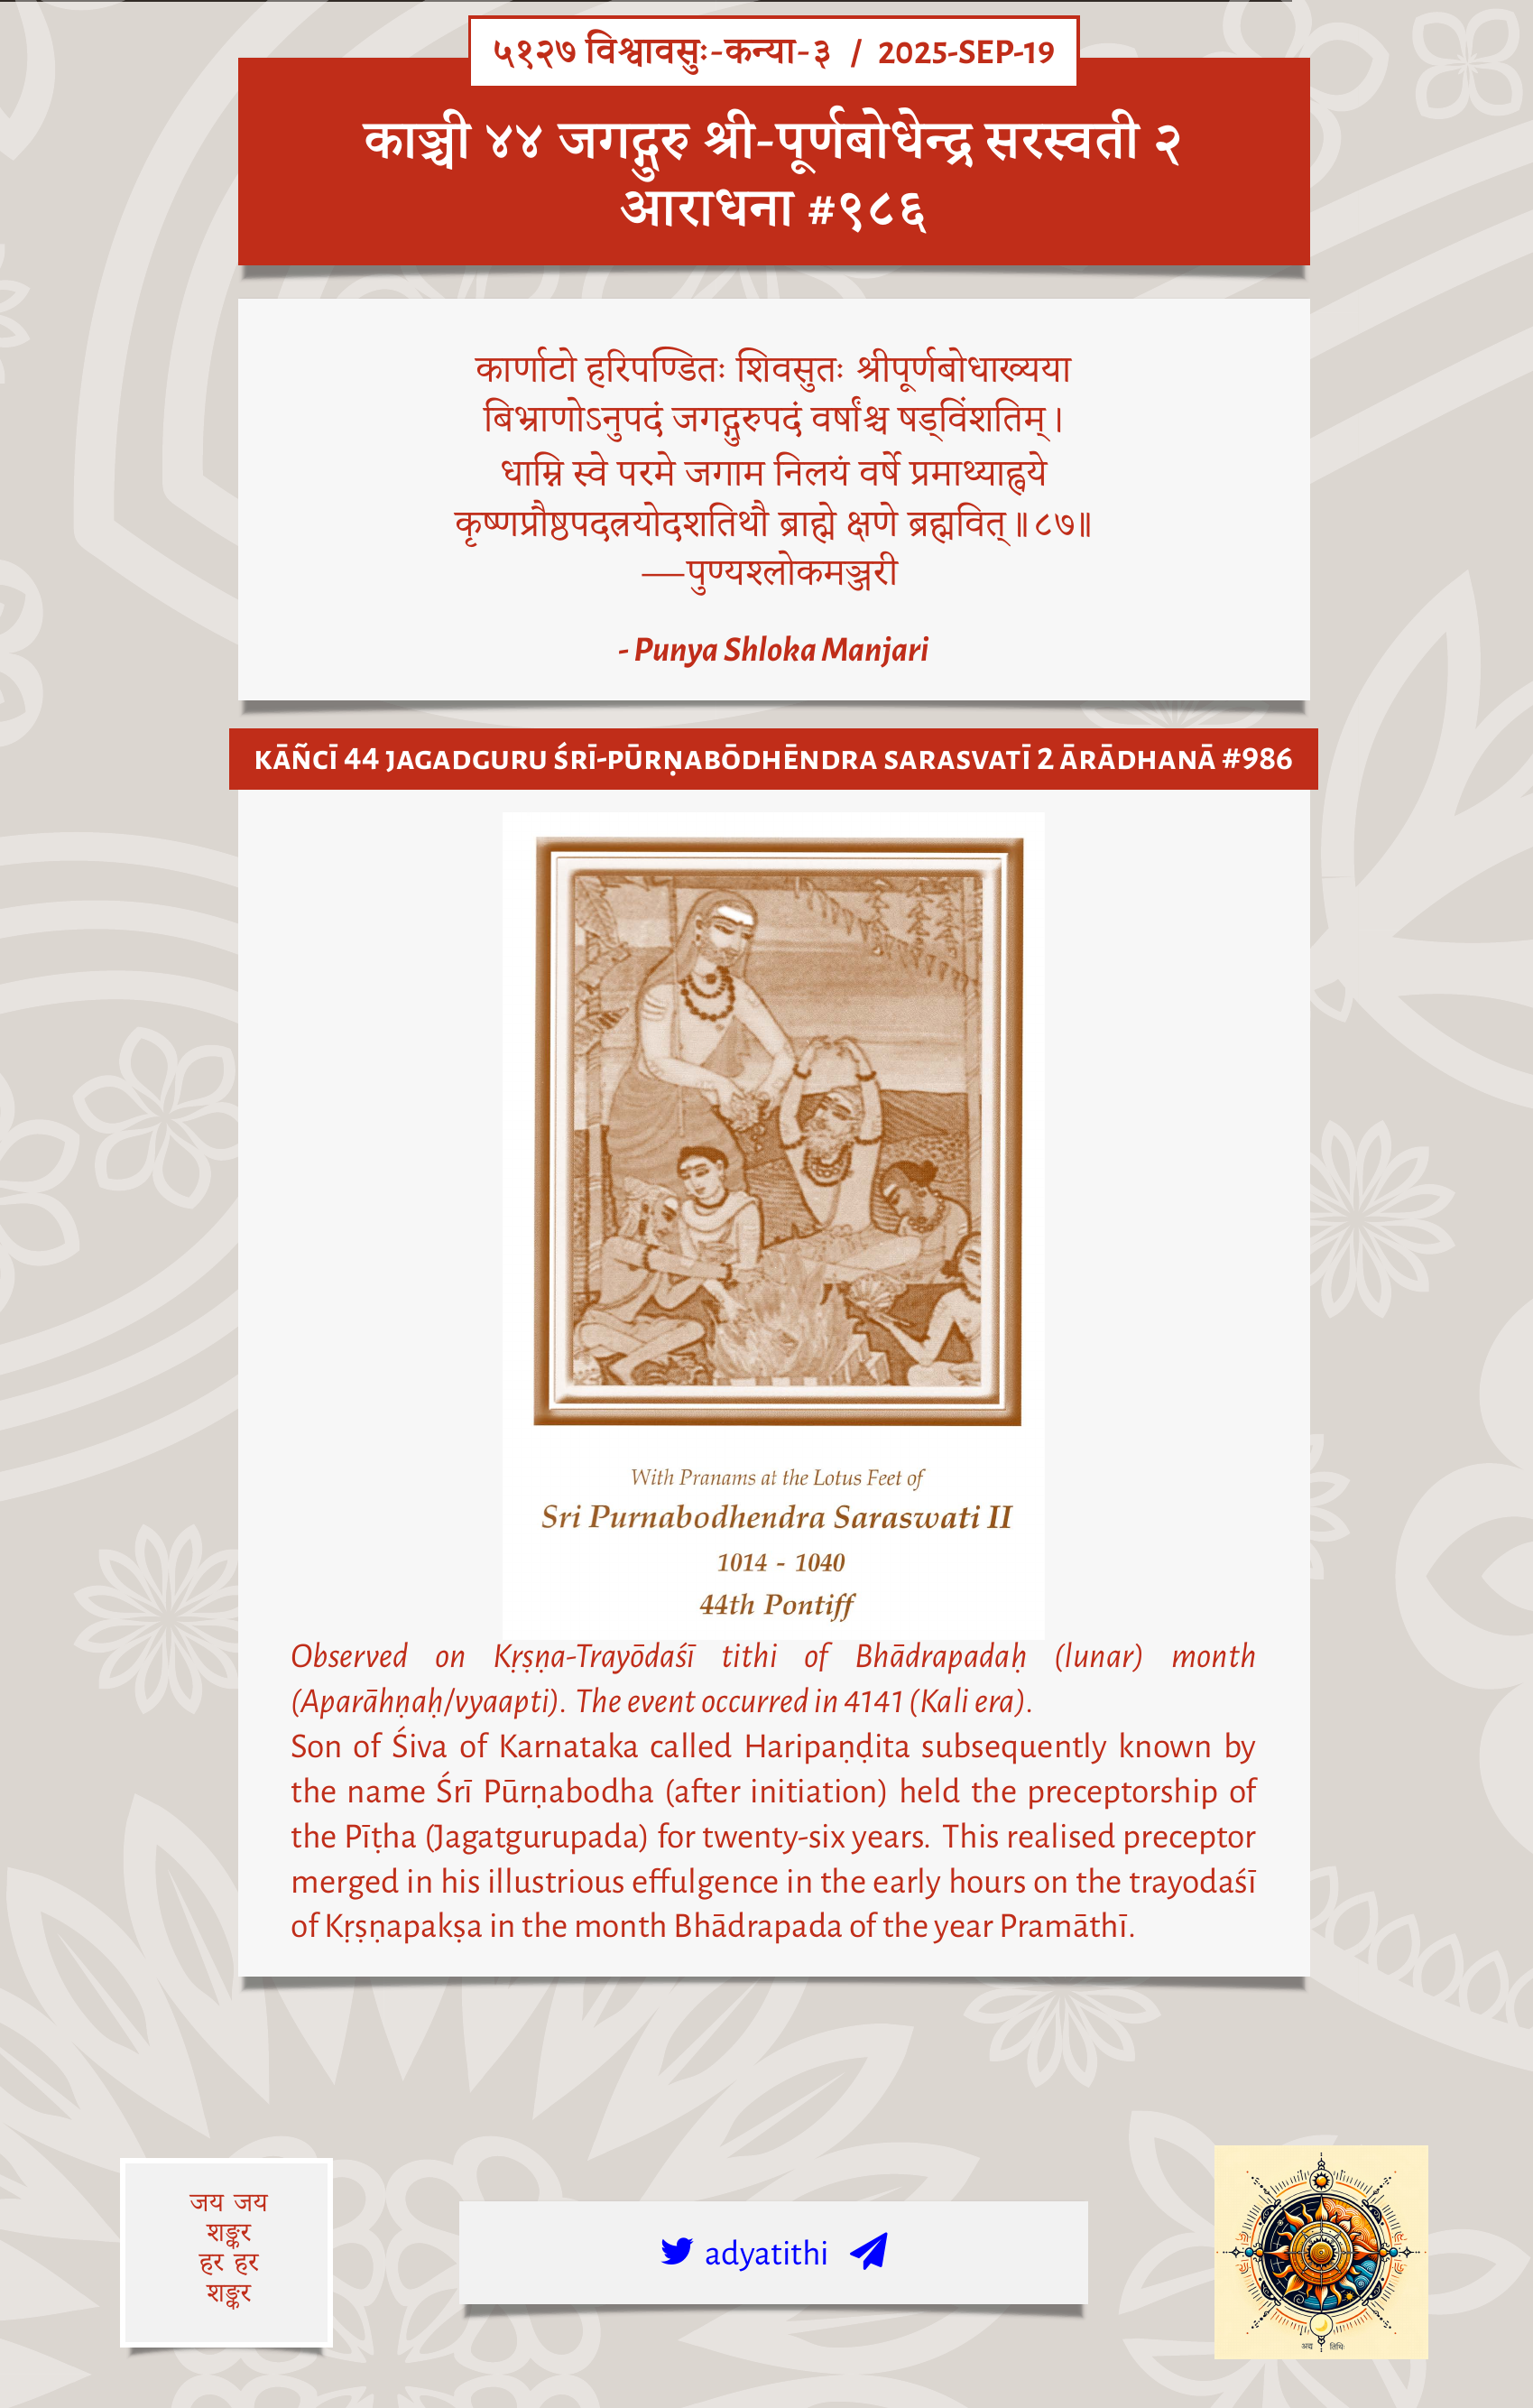 ५१२७ विश्वावसुः-कन्या-३ / 2025-SEP-19
काञ्ची ४४ जगद्गुरु श्री-पूर्णबोधेन्द्र सरस्वती २
आराधना #९८६
कार्णाटो हरिपण्डितः शिवसुतः श्रीपूर्णबोधाख्यया
बिभ्राणोऽनुपदं जगद्गुरुपदं वर्षांश्च षड्विंशतिम्।
धाम्नि स्वे परमे जगाम निलयं वर्षे प्रमाथ्याह्वये
कृष्णप्रौष्ठपदत्रयोदशतिथौ ब्राह्मे क्षणे ब्रह्मवित्॥८७॥
—पुण्यश्लोकमञ्जरी
- Punya Shloka Manjari
KĀÑCĪ 44 JAGADGURU ŚRĪ-PŪRṆABŌDHĒNDRA SARASVATĪ 2 ĀRĀDHANĀ #986
With Pranams at the Lotus Feet of
Sri Purnabodhendra Saraswati II
1014 - 1040
44th Pontiff
Observed on Kṛṣṇa-Trayōdaśī tithi of Bhādrapadaḥ (lunar) month
(Aparāhṇaḥ/vyaapti). The event occurred in 4141 (Kali era).
Son of Śiva of Karnataka called Haripaṇḍita subsequently known by
the name Śrī Pūrṇabodha (after initiation) held the preceptorship of
the Pīṭha (Jagatgurupada) for twenty-six years. This realised preceptor
merged in his illustrious effulgence in the early hours on the trayodaśī
of Kṛṣṇapakṣa in the month Bhādrapada of the year Pramāthī.
जय जय
शङ्कर
हर हर
शङ्कर
adyatithi
अद्य तिथिः